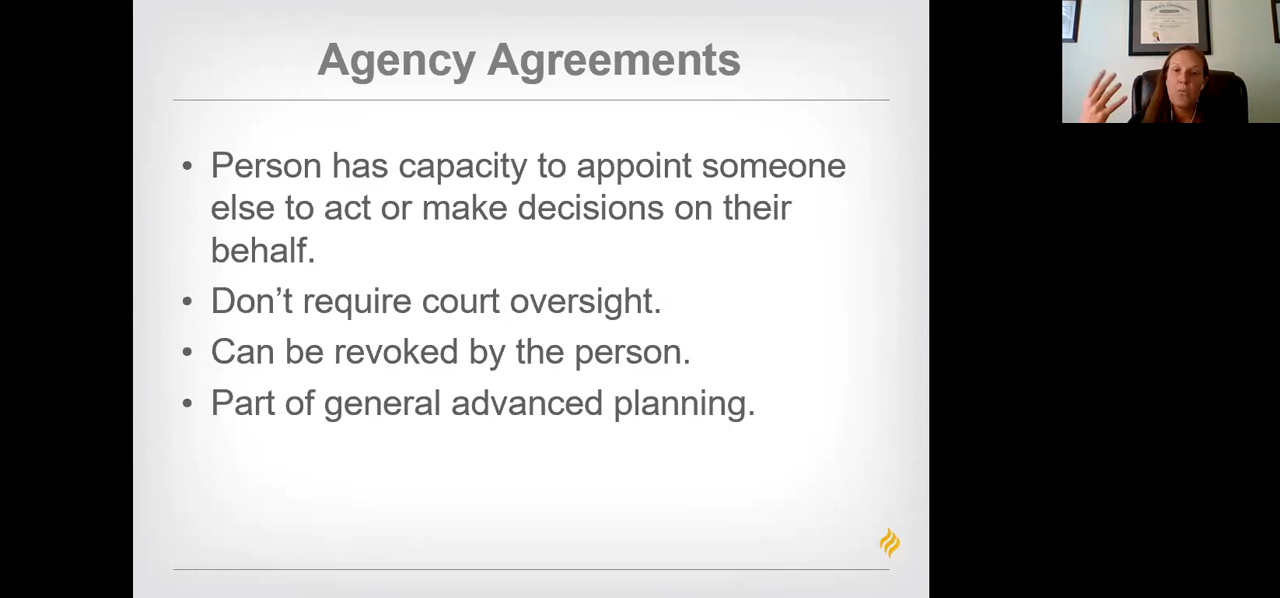 Agency Agreements
• Person has capacity to appoint someone
else to act or make decisions on their
behalf.
• Don’t require court oversight.
• Can be revoked by the person.
• Part of general advanced planning.